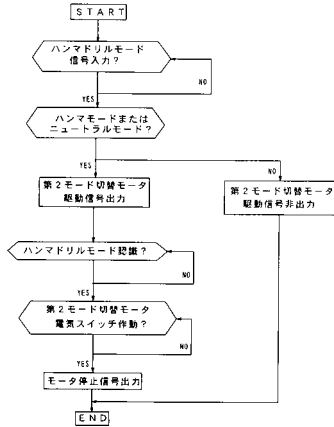 START
ハンマドリルモード
信号入力？
NO
YES
ハンマモードまたは
ニュートラルモード？
YES
NO
第2モード切替モータ
駆動信号出力
第2モード切替モータ
駆動信号非出力
ハンマドリルモード認識？
NO
YES
第2モード切替モータ
電気スイッチ作動？
NO
YES
モータ停止信号出力
END